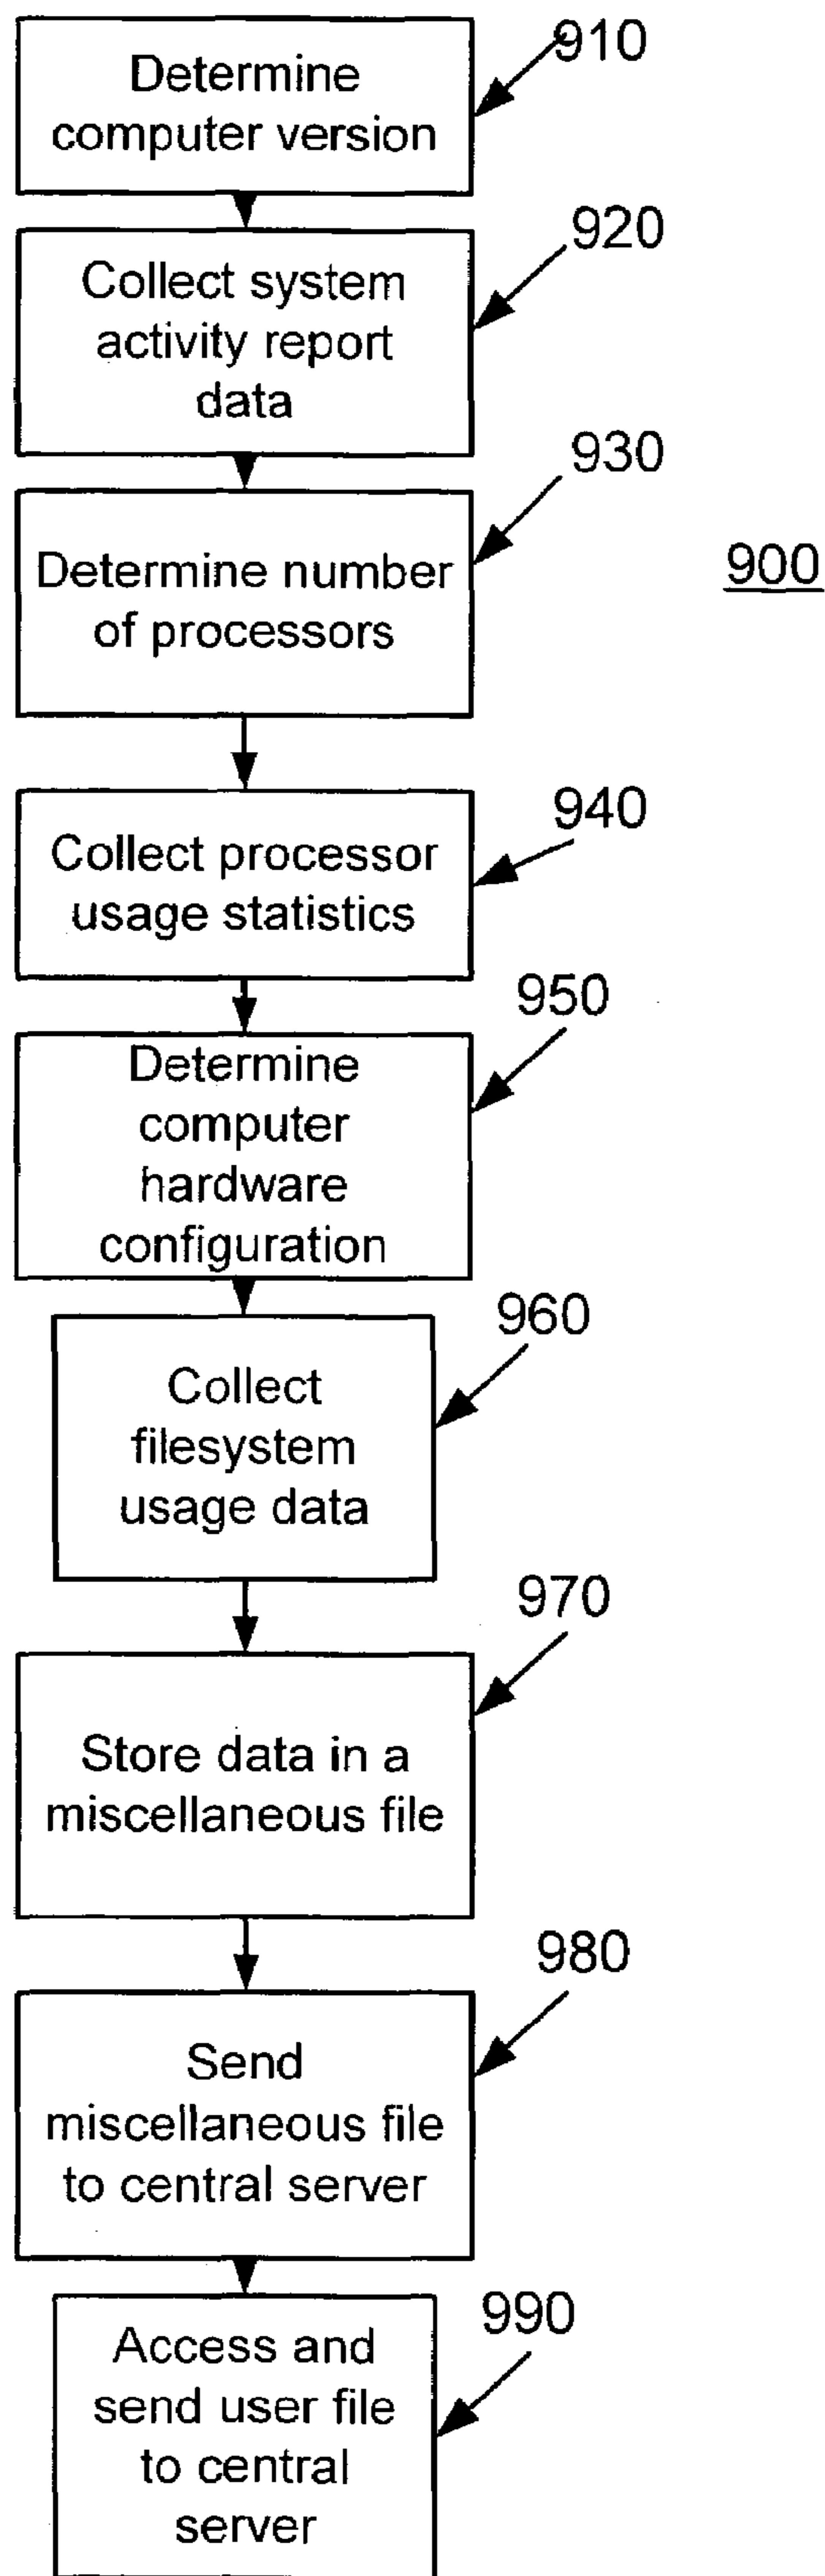 910
Determine
computer version
920
Collect system
activity report
data
930
Determine number
of processors
900
940
Collect processor
usage statistics
950
Determine
computer
hardware
configuration
960
Collect
filesystem
usage data
970
Store data in a
miscellaneous file
980
Send
miscellaneous file
to central server
990
Access and
send user file
to central
server